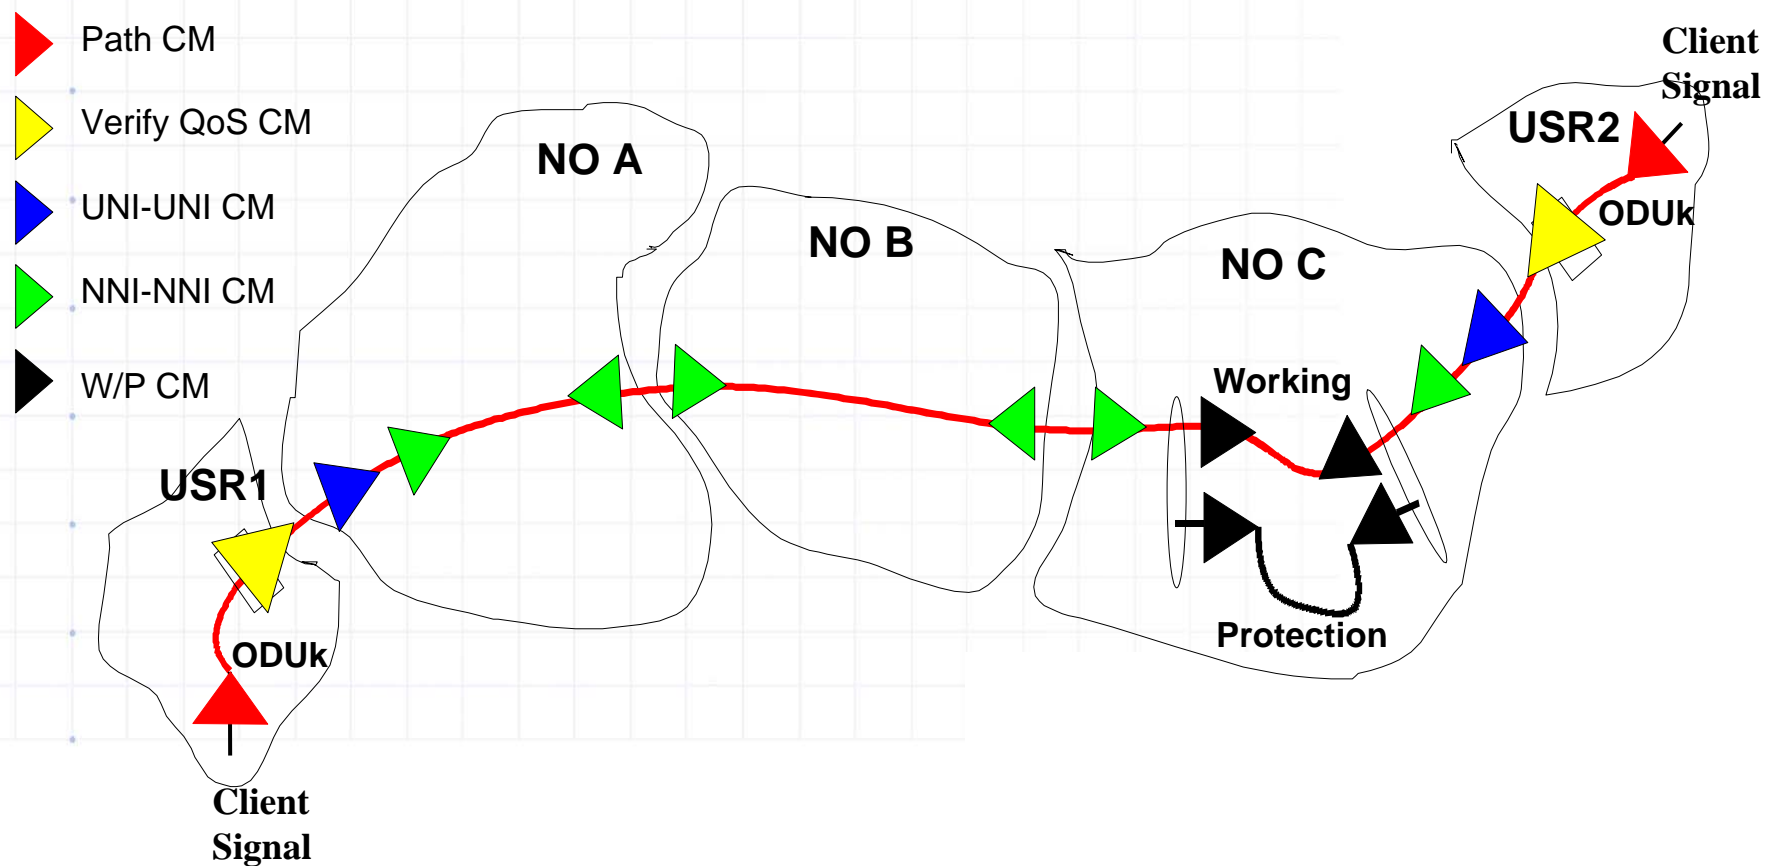 Path CM
Verify QoS CM
UNI-UNI CM
NNI-NNI CM
W/P CM
NO A
NO B
NO C
USR2
Client
Signal
ODUk
Working
Protection
USR1
ODUk
Client
Signal